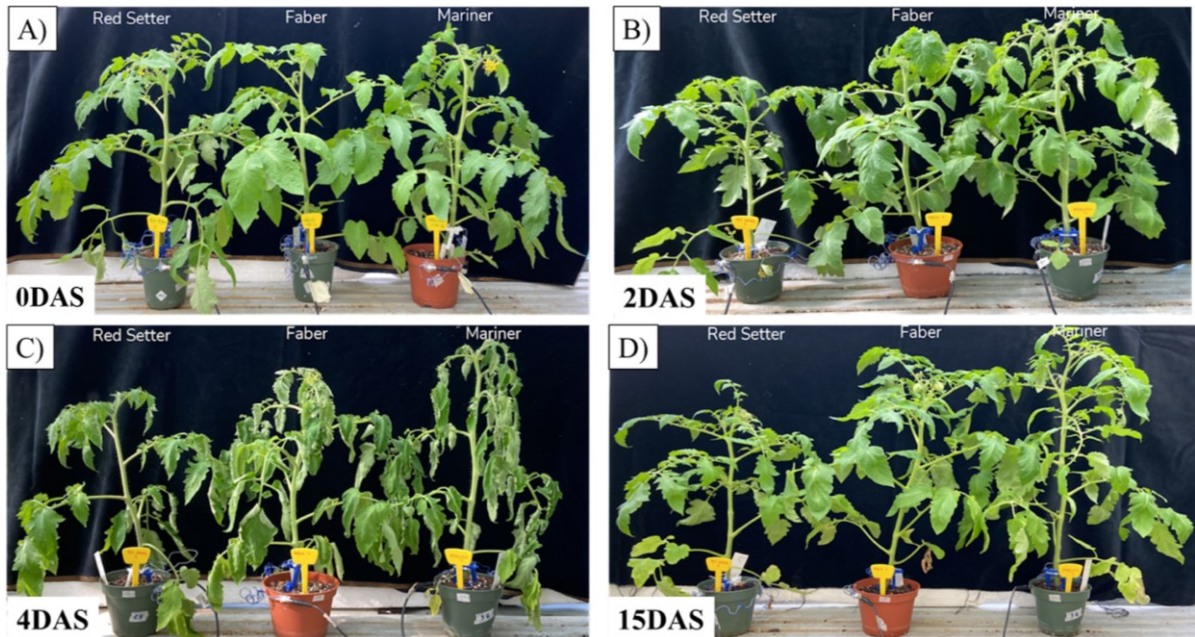 A)
Red Setter
Faber
Mariner
0DAS
B)
Red Setter
Faber
Mariner
2DAS
C)
Red Setter
Faber
Mariner
4DAS
D)
Red Setter
Faber
Mariner
15DAS